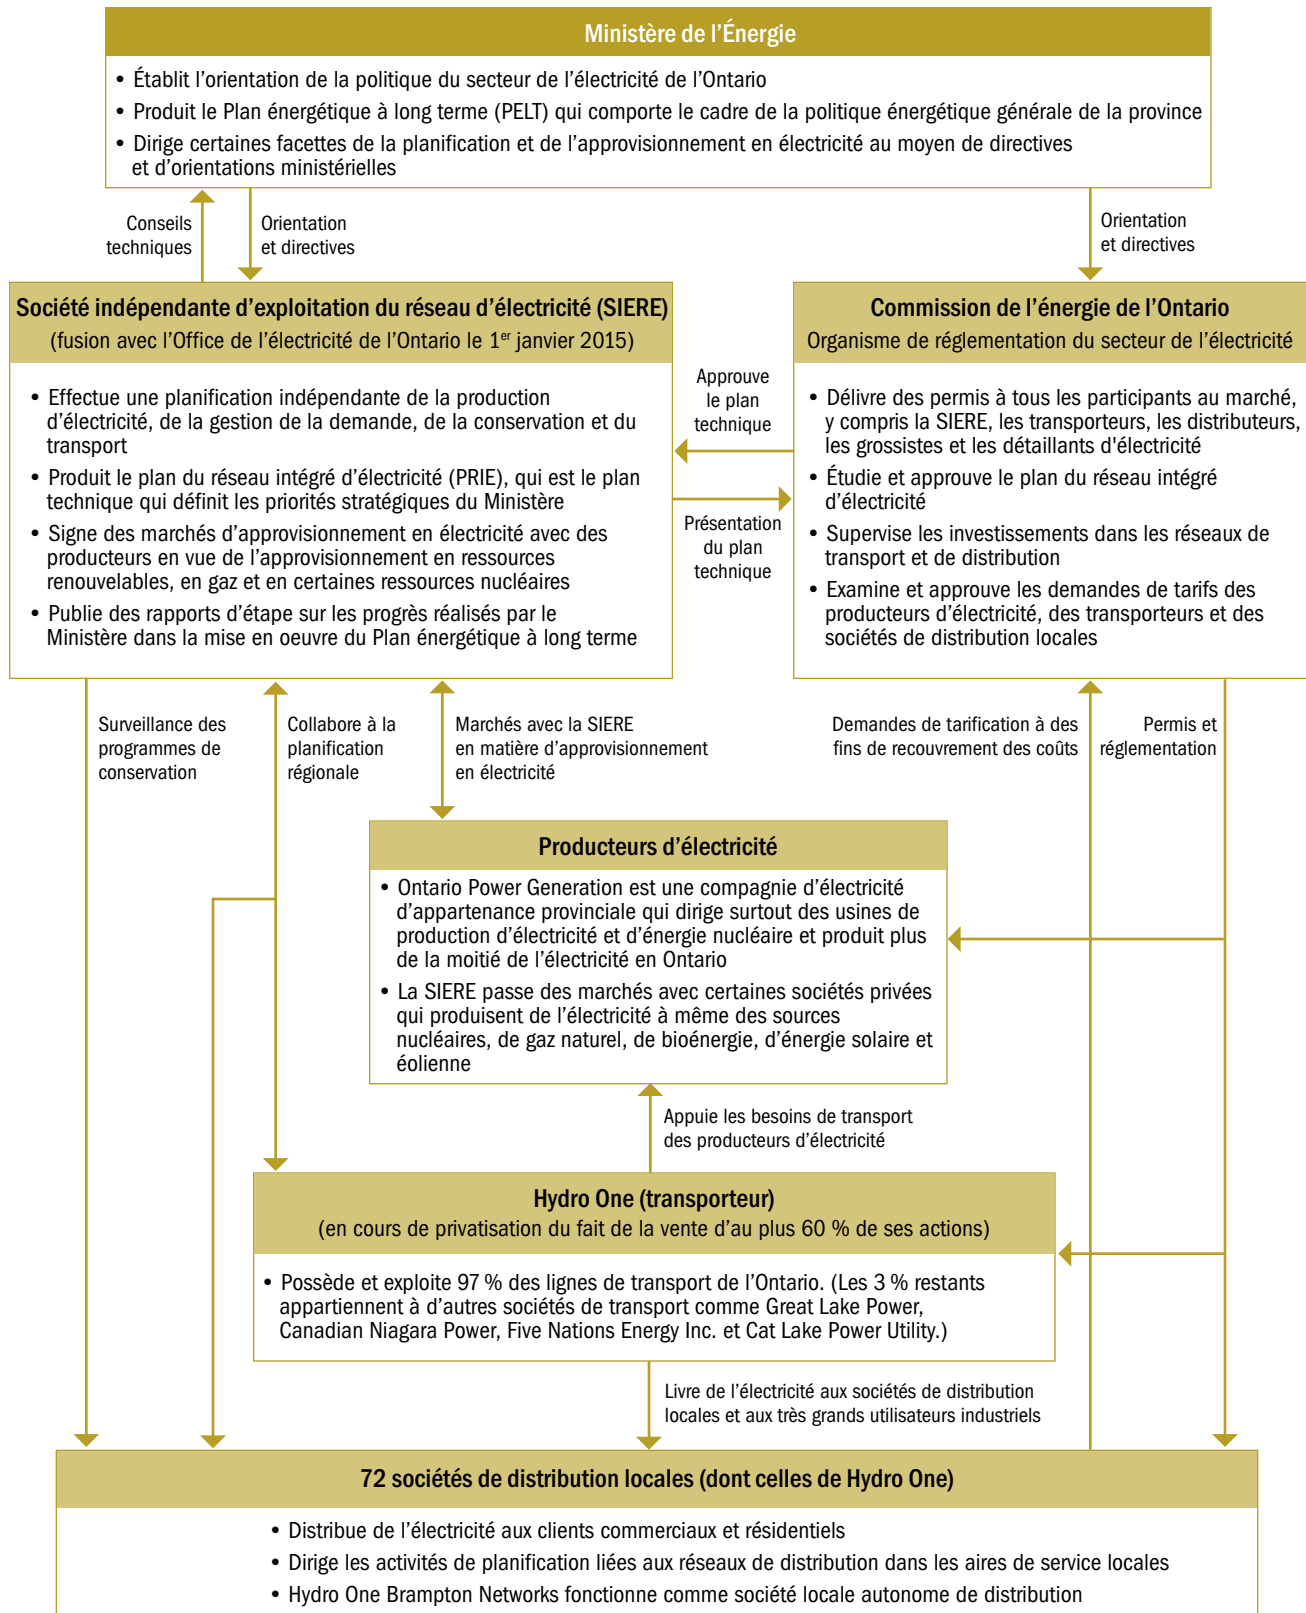 Ministère de l’Énergie
• Établit l’orientation de la politique du secteur de l’électricité de l’Ontario
• Produit le Plan énergétique à long terme (PELT) qui comporte le cadre de la politique énergétique générale de la province
• Dirige certaines facettes de la planification et de l’approvisionnement en électricité au moyen de directives
et d’orientations ministérielles
Conseils
techniques
Orientation
et directives
Orientation
et directives
Société indépendante d’exploitation du réseau d’électricité (SIERE)
(fusion avec l’Office de l’électricité de l’Ontario le 1er janvier 2015)
• Effectue une planification indépendante de la production
d’électricité, de la gestion de la demande, de la conservation et du
transport
• Produit le plan du réseau intégré d’électricité (PRIE), qui est le plan
technique qui définit les priorités stratégiques du Ministère
• Signe des marchés d’approvisionnement en électricité avec des
producteurs en vue de l’approvisionnement en ressources
renouvelables, en gaz et en certaines ressources nucléaires
• Publie des rapports d’étape sur les progrès réalisés par le
Ministère dans la mise en oeuvre du Plan énergétique à long terme
Approuve
le plan
technique
Présentation
du plan
technique
Commission de l’énergie de l’Ontario
Organisme de réglementation du secteur de l’électricité
• Délivre des permis à tous les participants au marché,
y compris la SIERE, les transporteurs, les distributeurs,
les grossistes et les détaillants d'électricité
• Étudie et approuve le plan du réseau intégré
d’électricité
• Supervise les investissements dans les réseaux de
transport et de distribution
• Examine et approuve les demandes de tarifs des
producteurs d’électricité, des transporteurs et des
sociétés de distribution locales
Surveillance des
programmes de
conservation
Collabore à la
planification
régionale
Marchés avec la SIERE
en matière d’approvisionnement
en électricité
Demandes de tarification à des
fins de recouvrement des coûts
Permis et
réglementation
Producteurs d’électricité
• Ontario Power Generation est une compagnie d’électricité
d’appartenance provinciale qui dirige surtout des usines de
production d’électricité et d’énergie nucléaire et produit plus
de la moitié de l’électricité en Ontario
• La SIERE passe des marchés avec certaines sociétés privées
qui produisent de l’électricité à même des sources
nucléaires, de gaz naturel, de bioénergie, d’énergie solaire et
éolienne
Appuie les besoins de transport
des producteurs d’électricité
Hydro One (transporteur)
(en cours de privatisation du fait de la vente d’au plus 60 % de ses actions)
• Possède et exploite 97 % des lignes de transport de l’Ontario. (Les 3 % restants
appartiennent à d’autres sociétés de transport comme Great Lake Power,
Canadian Niagara Power, Five Nations Energy Inc. et Cat Lake Power Utility.)
Livre de l’électricité aux sociétés de distribution
locales et aux très grands utilisateurs industriels
72 sociétés de distribution locales (dont celles de Hydro One)
• Distribue de l’électricité aux clients commerciaux et résidentiels
• Dirige les activités de planification liées aux réseaux de distribution dans les aires de service locales
• Hydro One Brampton Networks fonctionne comme société locale autonome de distribution